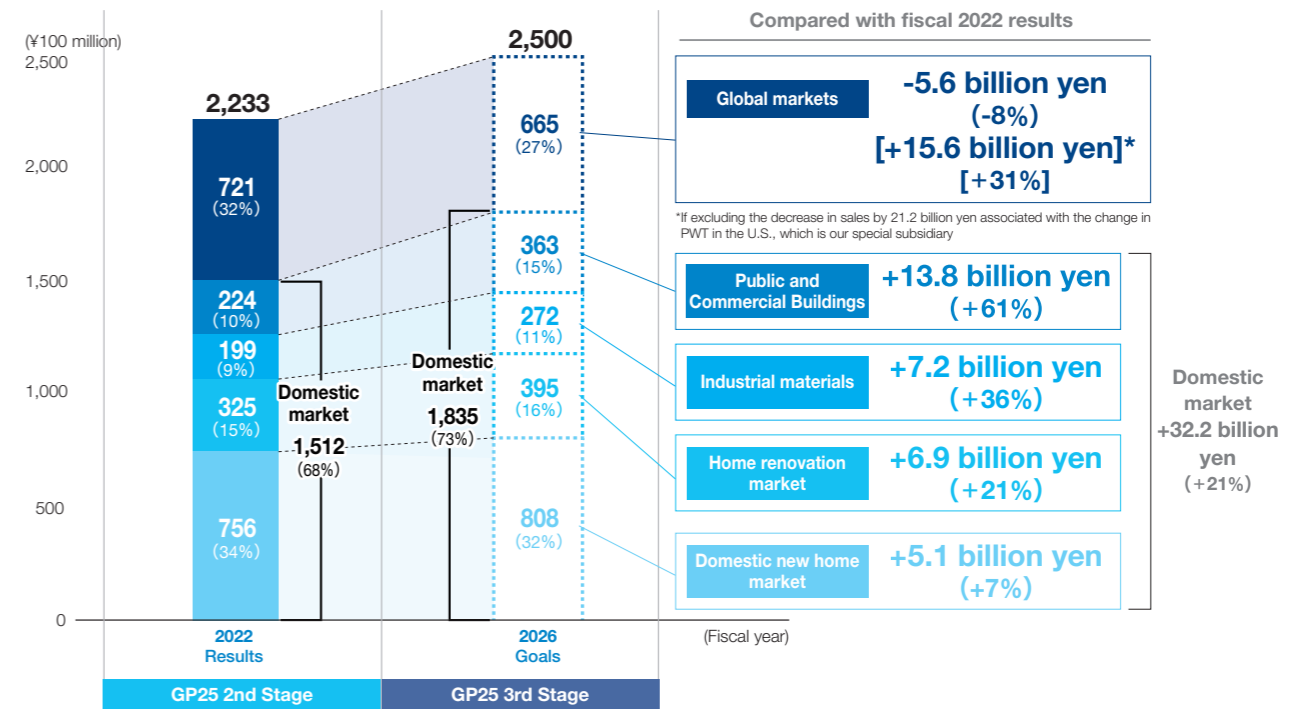 Compared with fiscal 2022 results
(¥100 million)
2,500
2,000
1,500
1,000
500
0
2,233
721
(32%)
224
(10%)
199
(9%)
325
(15%)
756
(34%)
Domestic
market
1,512
(68%)
2,500
665
(27%)
363
(15%)
272
(11%)
395
(16%)
808
(32%)
Domestic
market
1,835
(73%)
2022
Results
2026
Goals
(Fiscal year)
GP25 2nd Stage
GP25 3rd Stage
Global markets
-5.6 billion yen
(-8%)
[+15.6 billion yen]*
[+31%]
*If excluding the decrease in sales by 21.2 billion yen associated with the change in
PWT in the U.S., which is our special subsidiary
Public and
Commercial Buildings
+13.8 billion yen
(+61%)
Industrial materials
+7.2 billion yen
(+36%)
Home renovation
market
+6.9 billion yen
(+21%)
Domestic new home
market
+5.1 billion yen
(+7%)
Domestic
market
+32.2 billion
yen
(+21%)